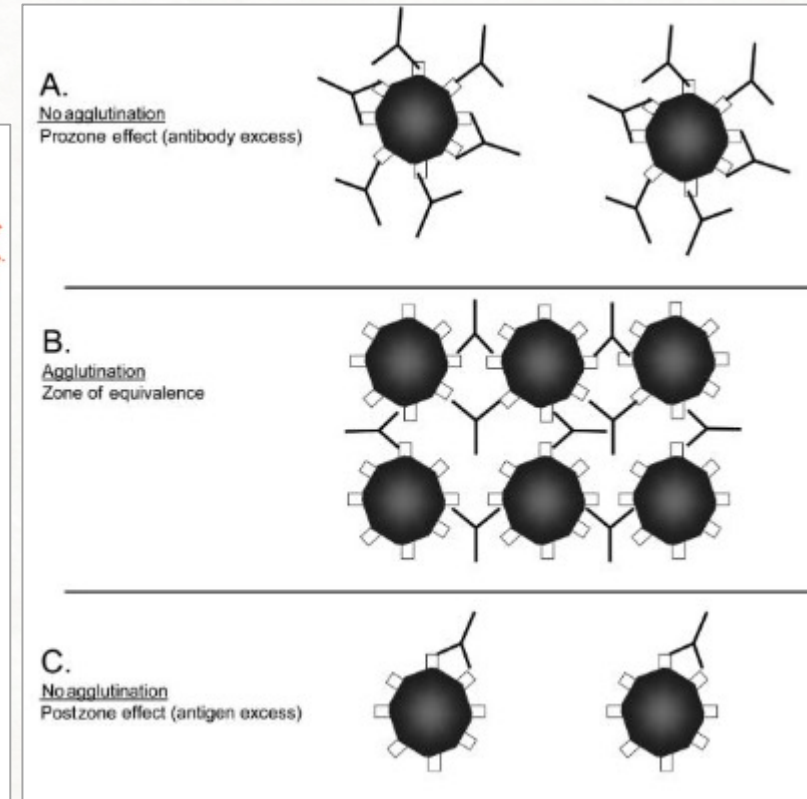 A.
No agglutination
Prozone effect (antibody excess)
B.
Agglutination
Zone of equivalence
C.
No agglutination
Postzone effect (antigen excess)